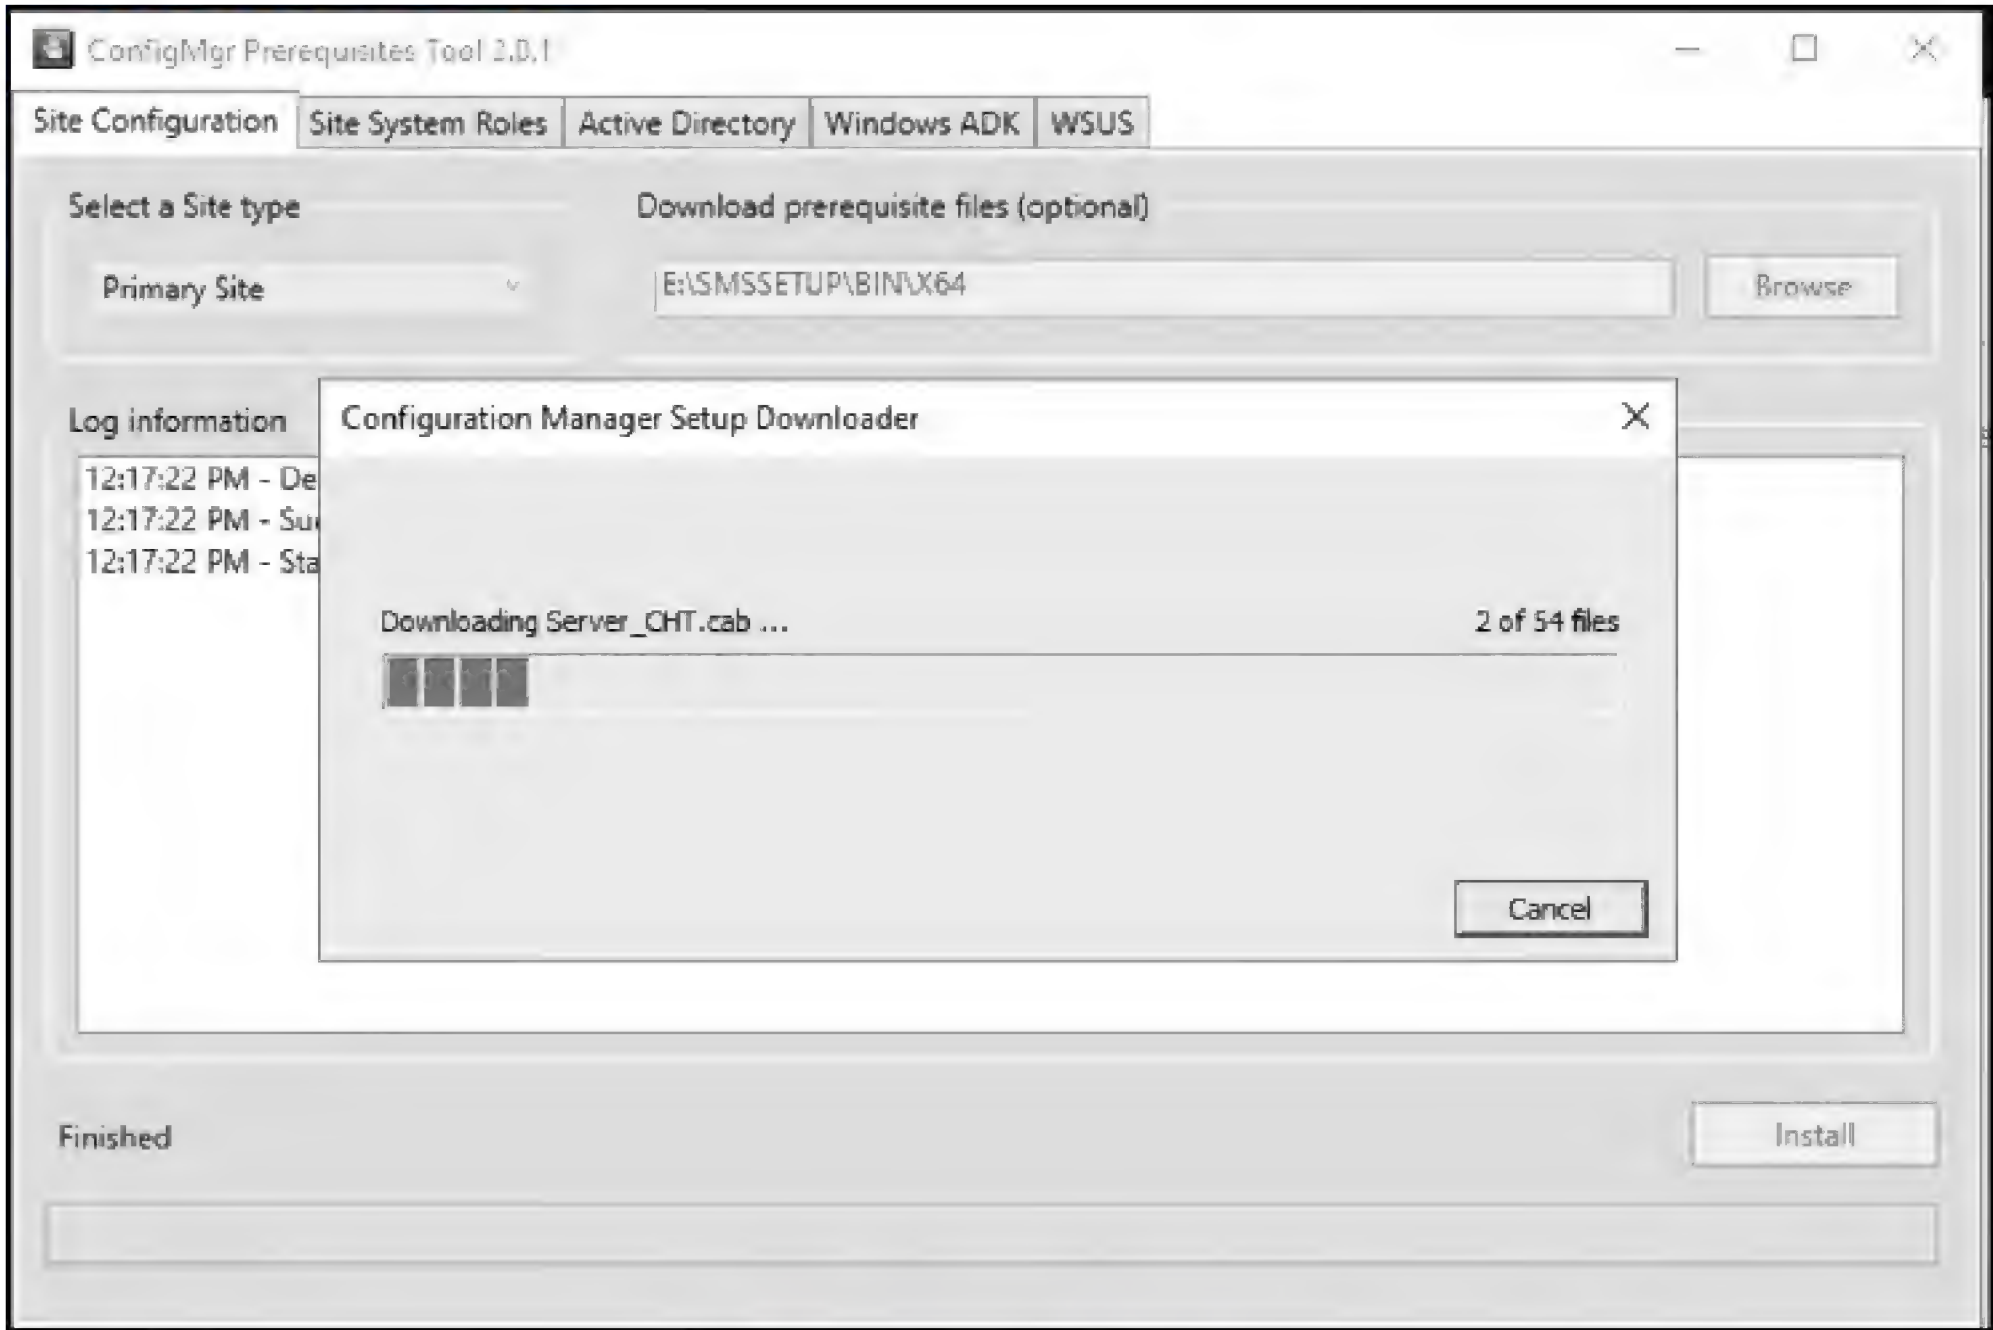 ConfigMgr Prerequisites Tool 2.0.1
Site Configuration Site System Roles Active Directory Windows ADK WSUS
Select a Site type Download prerequisite files (optional)
Primary Site E:\SMSSETUP\BIN\X64 Browse
Log information
Configuration Manager Setup Downloader
12:17:22 PM - De
12:17:22 PM - Su
12:17:22 PM - Sta
Downloading Server_CHT.cab ... 2 of 54 files
Cancel
Finished Install